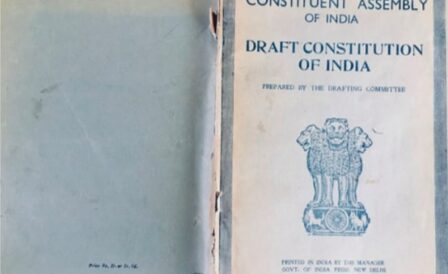 CONSTITUENT ASSEMBLY
OF INDIA
DRAFT CONSTITUTION
OF INDIA
PREPARED BY THE DRAFTING COMMITTEE
PRINTED IN INDIA BY THE MANAGER
GOVT. OF INDIA PRESS NEW DELHI